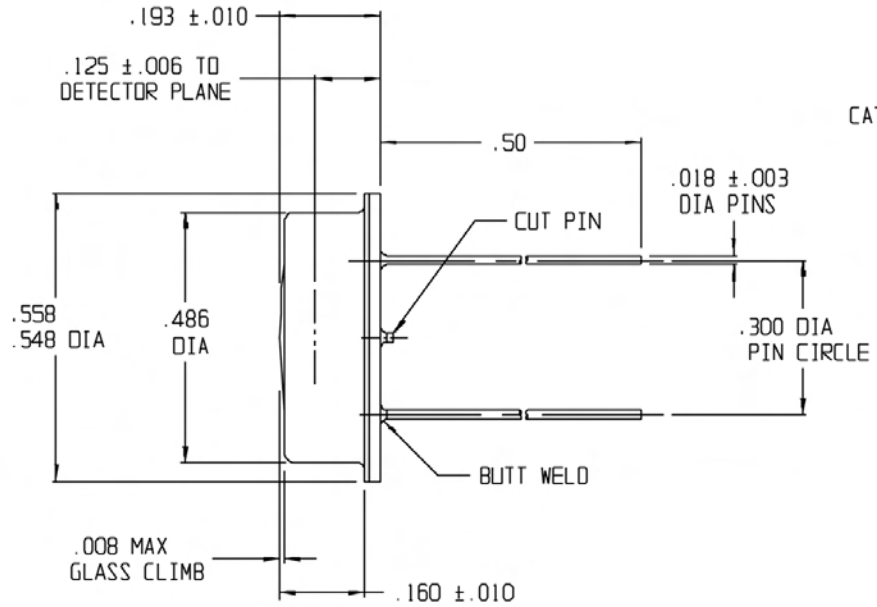 .193 ±.010
.125 ±.006 TO
DETECTOR PLANE
CAT
.50
.018 ±.003
DIA PINS
CUT PIN
.558
.548 DIA
.486
DIA
.300 DIA
PIN CIRCLE
BUTT WELD
.008 MAX
GLASS CLIMB
.160 ±.010